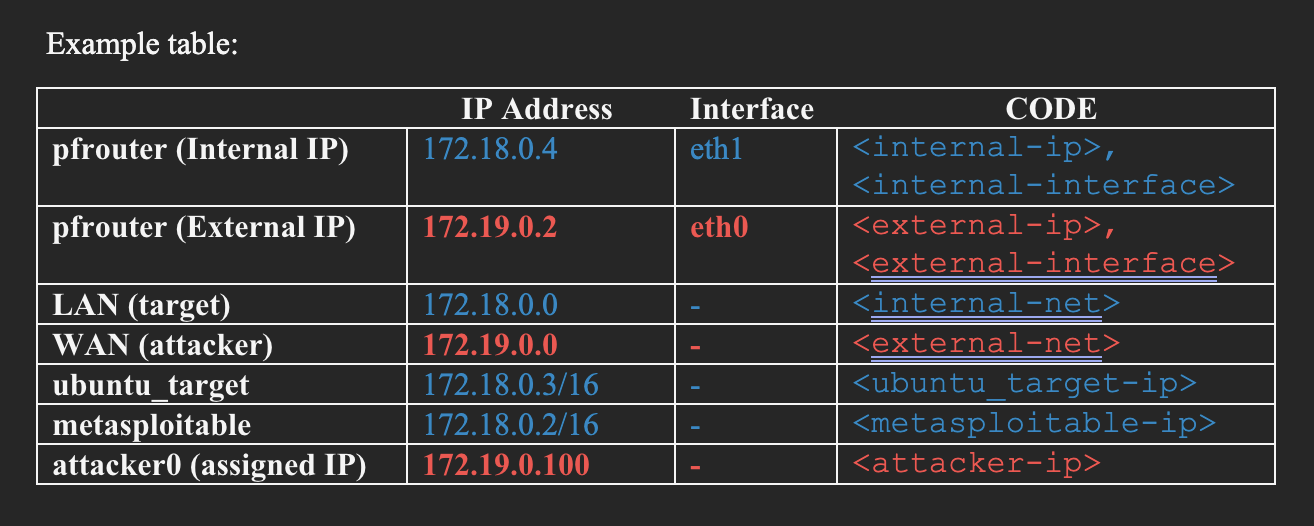 Example table:
IP Address Interface CODE
pfrouter (Internal IP) 172.18.0.4 eth1 <internal-ip>,
<internal-interface>
pfrouter (External IP) 172.19.0.2 eth0 <external-ip>,
<external-interface>
LAN (target) 172.18.0.0 - <internal-net>
WAN (attacker) 172.19.0.0 - <external-net>
ubuntu_target 172.18.0.3/16 - <ubuntu_target-ip>
metasploitable 172.18.0.2/16 - <metasploitable-ip>
attacker0 (assigned IP) 172.19.0.100 - <attacker-ip>